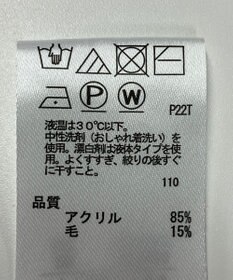 P W
P22T
液温は30℃以下。
中性洗剤(おしゃれ着洗い)を
使用。漂白剤は液体タイプを使
用。よくすすぎ、絞りの後すぐ
に干すこと。
110
品質
アクリル 85%
毛 15%